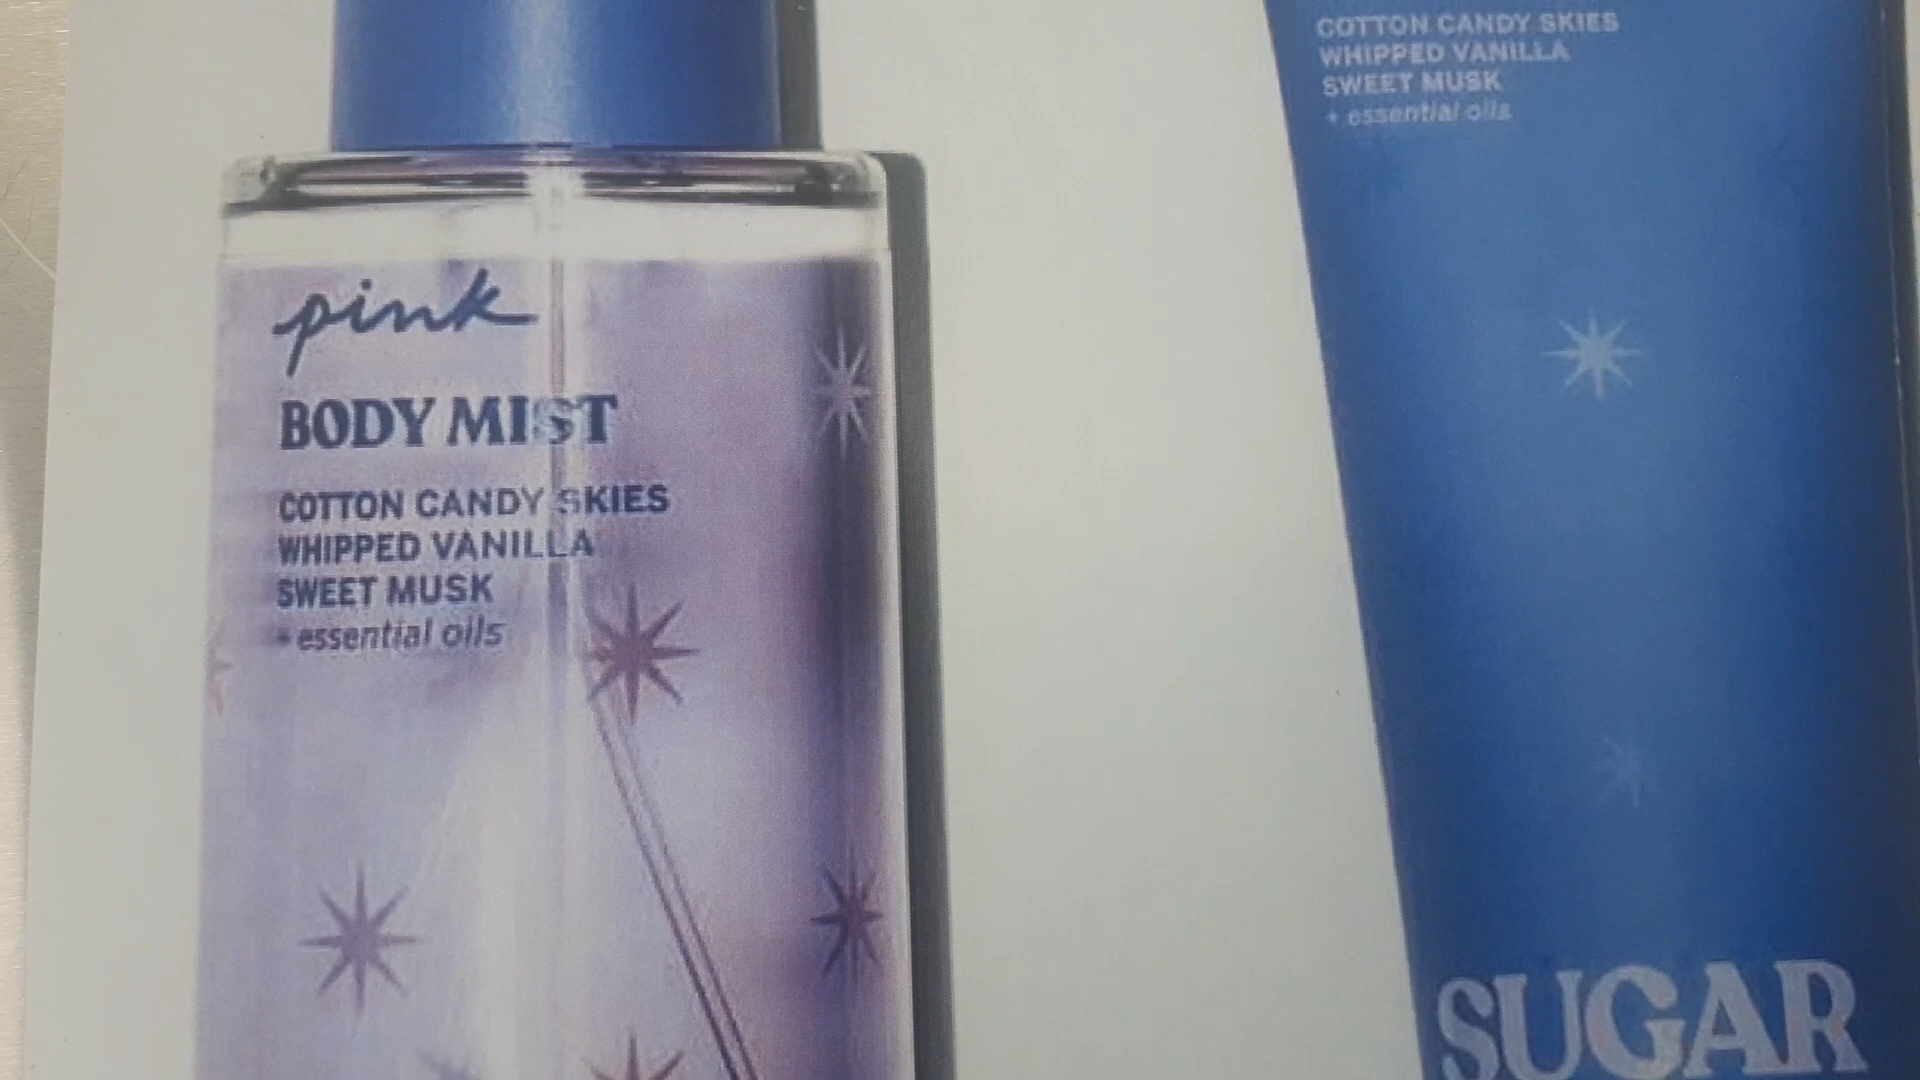 pink
BODY MIST
COTTON CANDY SKIES
WHIPPED VANILLA
SWEET MUSK
+ essential oils
COTTON CANDY SKIES
WHIPPED VANILLA
SWEET MUSK
+ essential oils
SUGAR